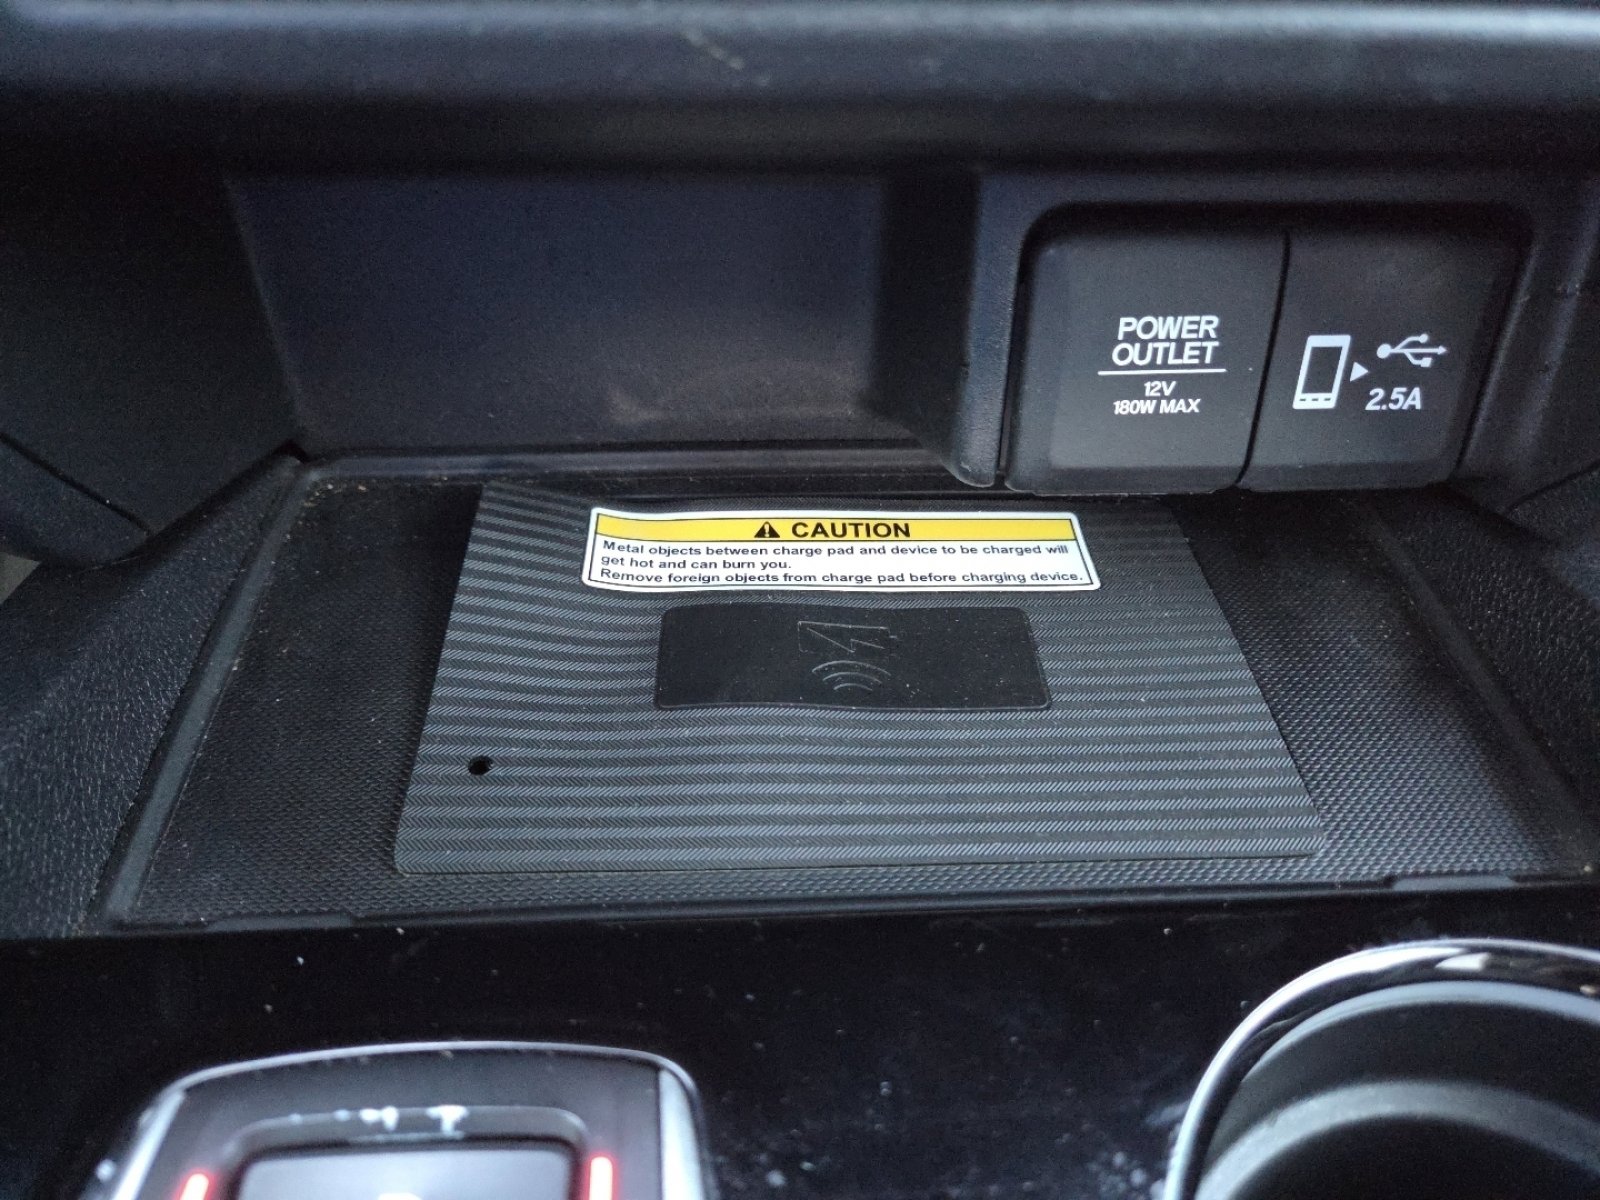 POWER
OUTLET
12V
180W MAX
2.5A
CAUTION
Metal objects between charge pad and device to be charged will
get hot and can burn you.
Remove foreign objects from charge pad before charging device.